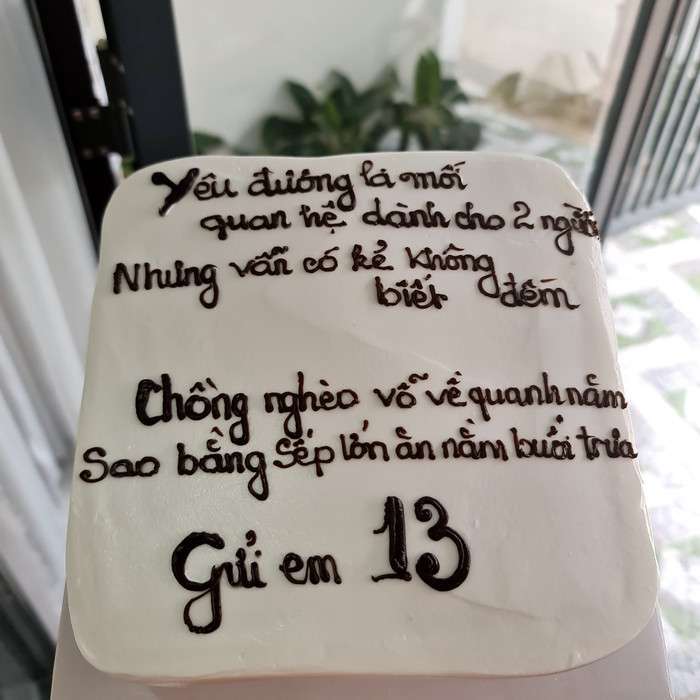 Yêu đương là mối
quan hệ dành cho 2 người
Nhưng vẫn có kẻ không
biết đếm
Chồng nghèo vỗ về quanh năm
Sao bằng sếp lớn ăn nằm buổi trưa
Gửi em 13